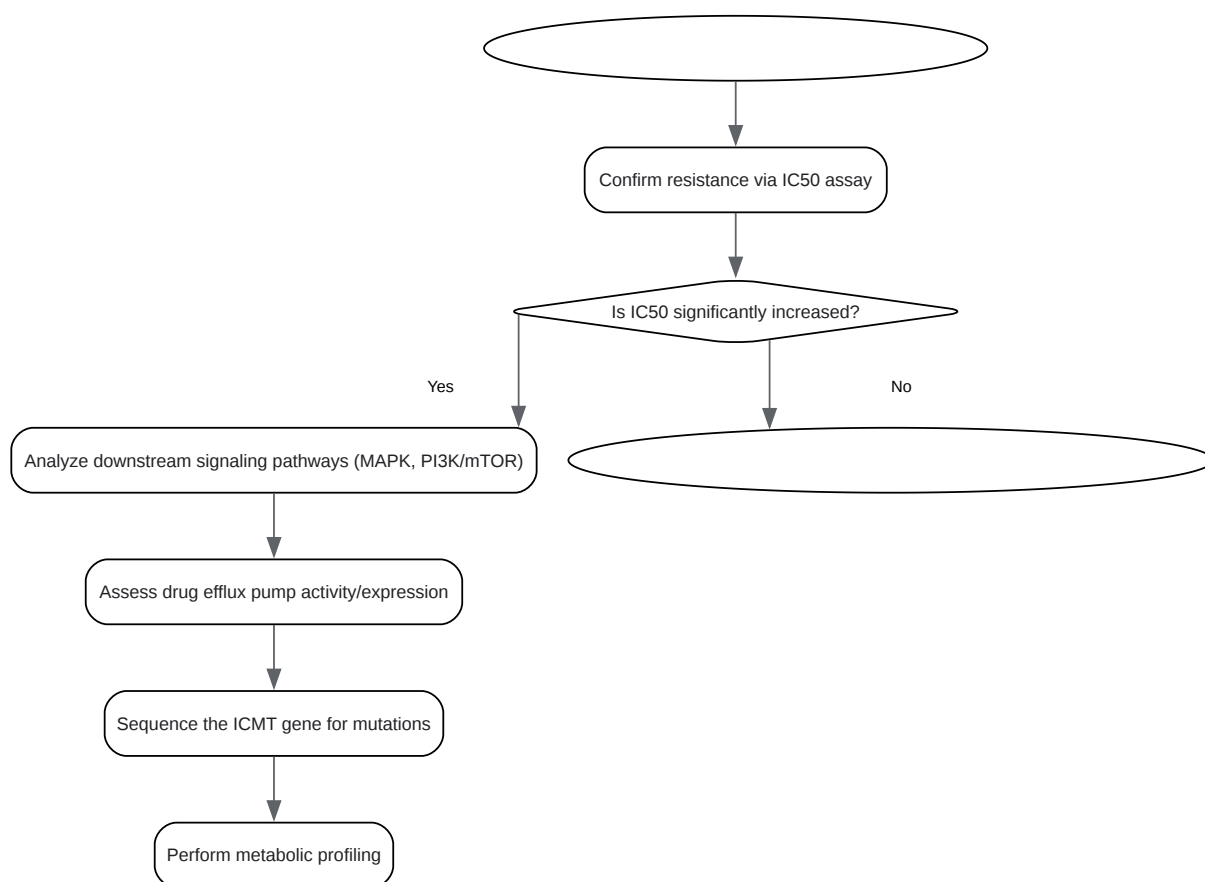 Confirm resistance via IC50 assay
Is IC50 significantly increased?
Yes
No
Analyze downstream signaling pathways (MAPK, PI3K/mTOR)
Assess drug efflux pump activity/expression
Sequence the ICMT gene for mutations
Perform metabolic profiling